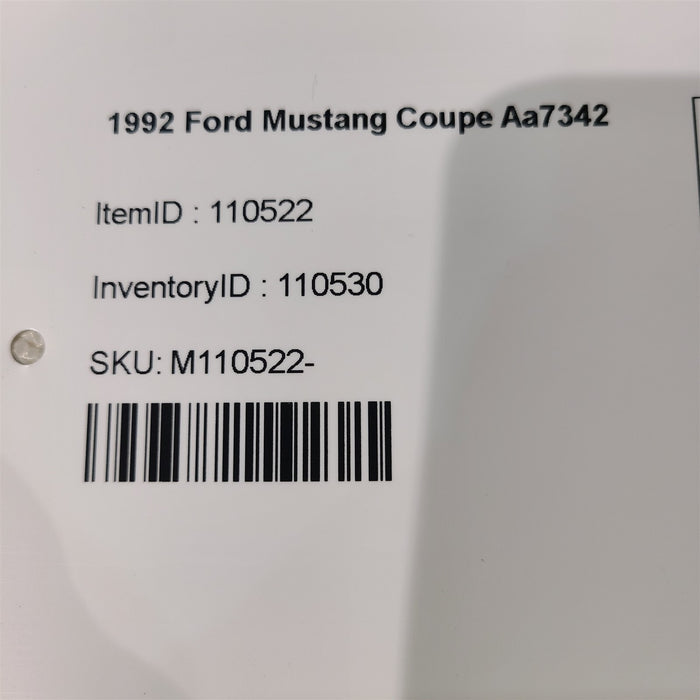 1992 Ford Mustang Coupe Aa7342
ItemID : 110522
InventoryID : 110530
SKU: M110522-